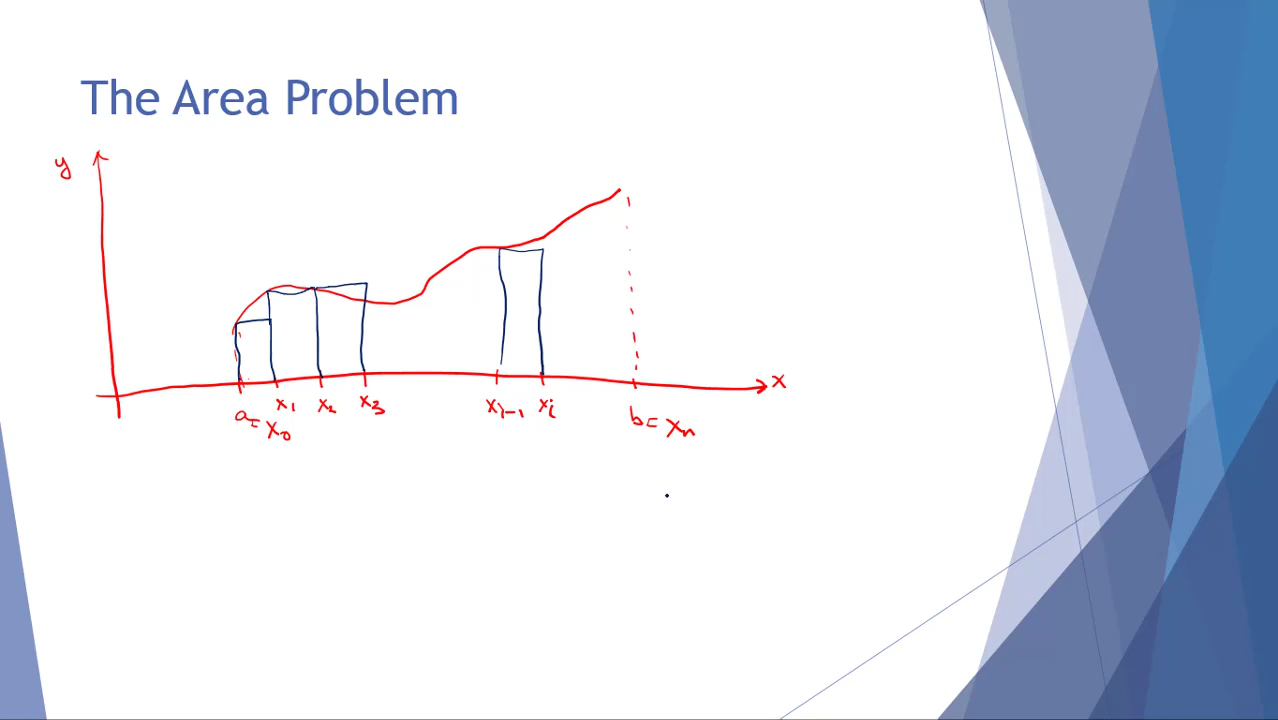 The Area Problem
y
x
a = x₀
x₁
x₂
x₃
xᵢ₋₁
xᵢ
b = xₙ